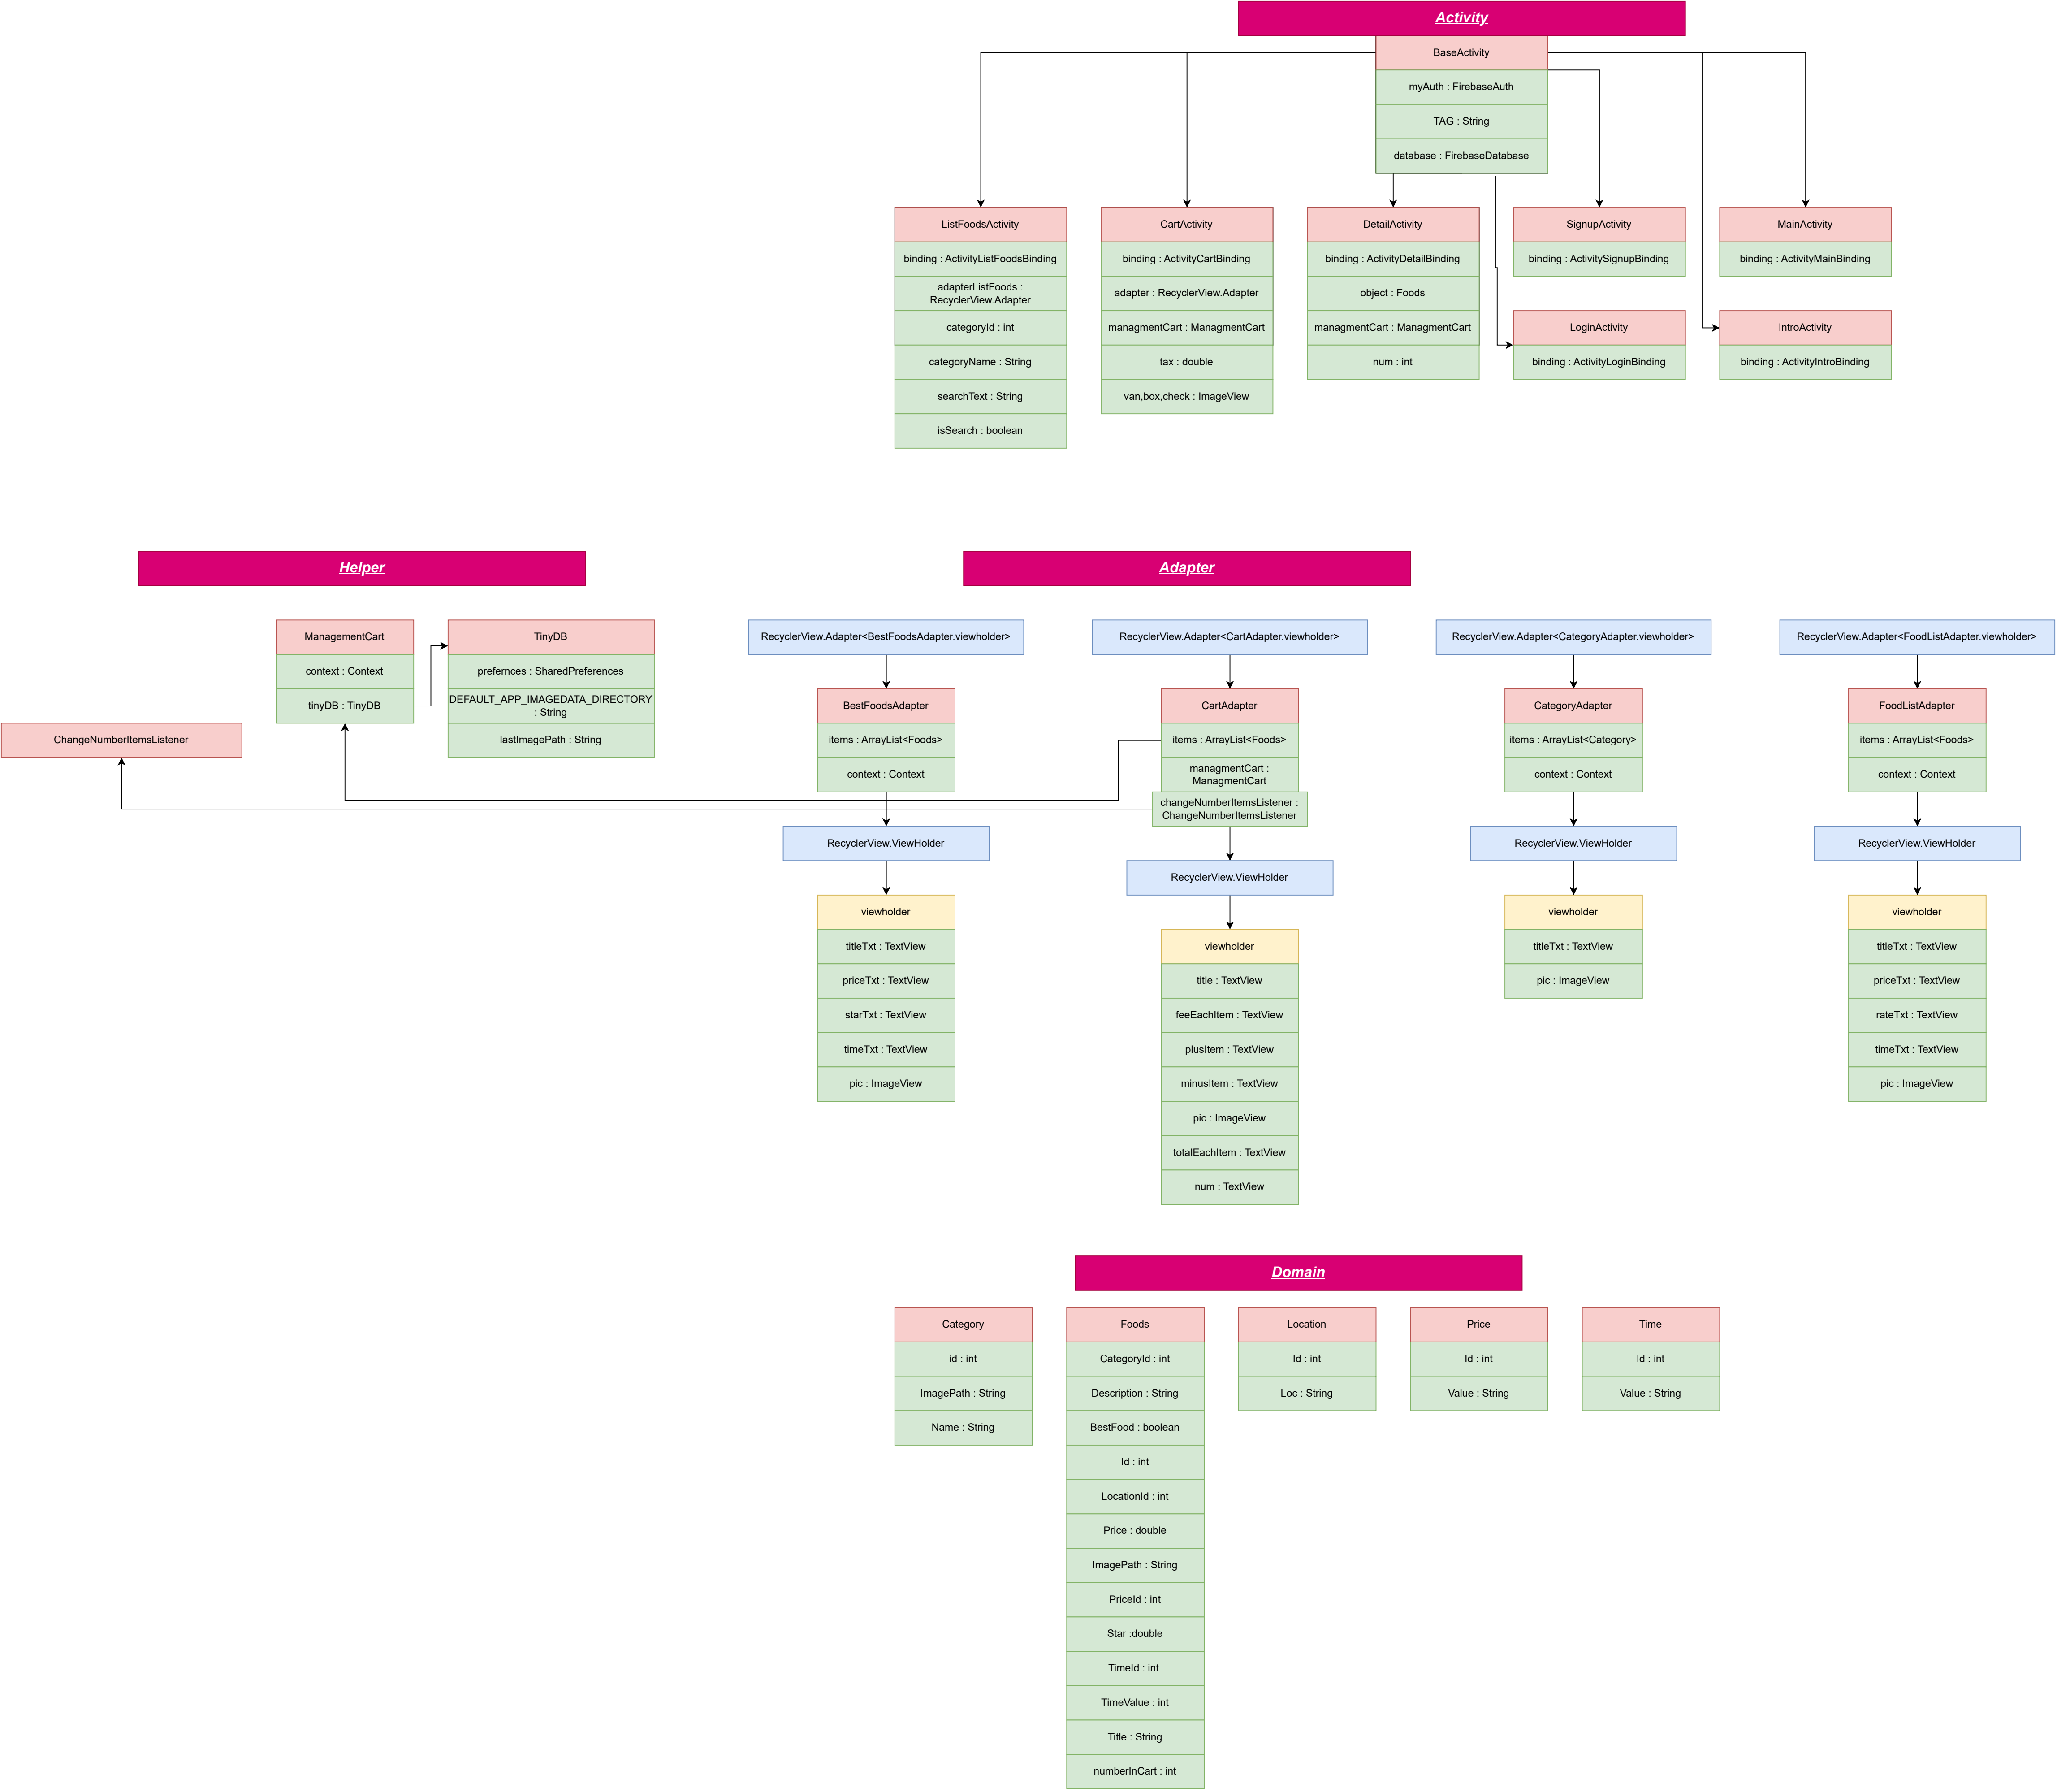 Activity
BaseActivity
myAuth : FirebaseAuth
TAG : String
database : FirebaseDatabase
ListFoodsActivity
binding : ActivityListFoodsBinding
adapterListFoods :
RecyclerView.Adapter
categoryId : int
categoryName : String
searchText : String
isSearch : boolean
CartActivity
binding : ActivityCartBinding
adapter : RecyclerView.Adapter
managmentCart : ManagmentCart
tax : double
van,box,check : ImageView
DetailActivity
binding : ActivityDetailBinding
object : Foods
managmentCart : ManagmentCart
num : int
SignupActivity
binding : ActivitySignupBinding
LoginActivity
binding : ActivityLoginBinding
MainActivity
binding : ActivityMainBinding
IntroActivity
binding : ActivityIntroBinding
Helper
ManagementCart
context : Context
tinyDB : TinyDB
TinyDB
prefernces : SharedPreferences
DEFAULT_APP_IMAGEDATA_DIRECTORY
: String
lastImagePath : String
ChangeNumberItemsListener
Adapter
RecyclerView.Adapter<BestFoodsAdapter.viewholder>
BestFoodsAdapter
items : ArrayList<Foods>
context : Context
RecyclerView.ViewHolder
viewholder
titleTxt : TextView
priceTxt : TextView
starTxt : TextView
timeTxt : TextView
pic : ImageView
RecyclerView.Adapter<CartAdapter.viewholder>
CartAdapter
items : ArrayList<Foods>
managmentCart :
ManagmentCart
changeNumberItemsListener :
ChangeNumberItemsListener
RecyclerView.ViewHolder
viewholder
title : TextView
feeEachItem : TextView
plusItem : TextView
minusItem : TextView
pic : ImageView
totalEachItem : TextView
num : TextView
RecyclerView.Adapter<CategoryAdapter.viewholder>
CategoryAdapter
items : ArrayList<Category>
context : Context
RecyclerView.ViewHolder
viewholder
titleTxt : TextView
pic : ImageView
RecyclerView.Adapter<FoodListAdapter.viewholder>
FoodListAdapter
items : ArrayList<Foods>
context : Context
RecyclerView.ViewHolder
viewholder
titleTxt : TextView
priceTxt : TextView
rateTxt : TextView
timeTxt : TextView
pic : ImageView
Domain
Category
id : int
ImagePath : String
Name : String
Foods
CategoryId : int
Description : String
BestFood : boolean
Id : int
LocationId : int
Price : double
ImagePath : String
PriceId : int
Star :double
TimeId : int
TimeValue : int
Title : String
numberInCart : int
Location
Id : int
Loc : String
Price
Id : int
Value : String
Time
Id : int
Value : String